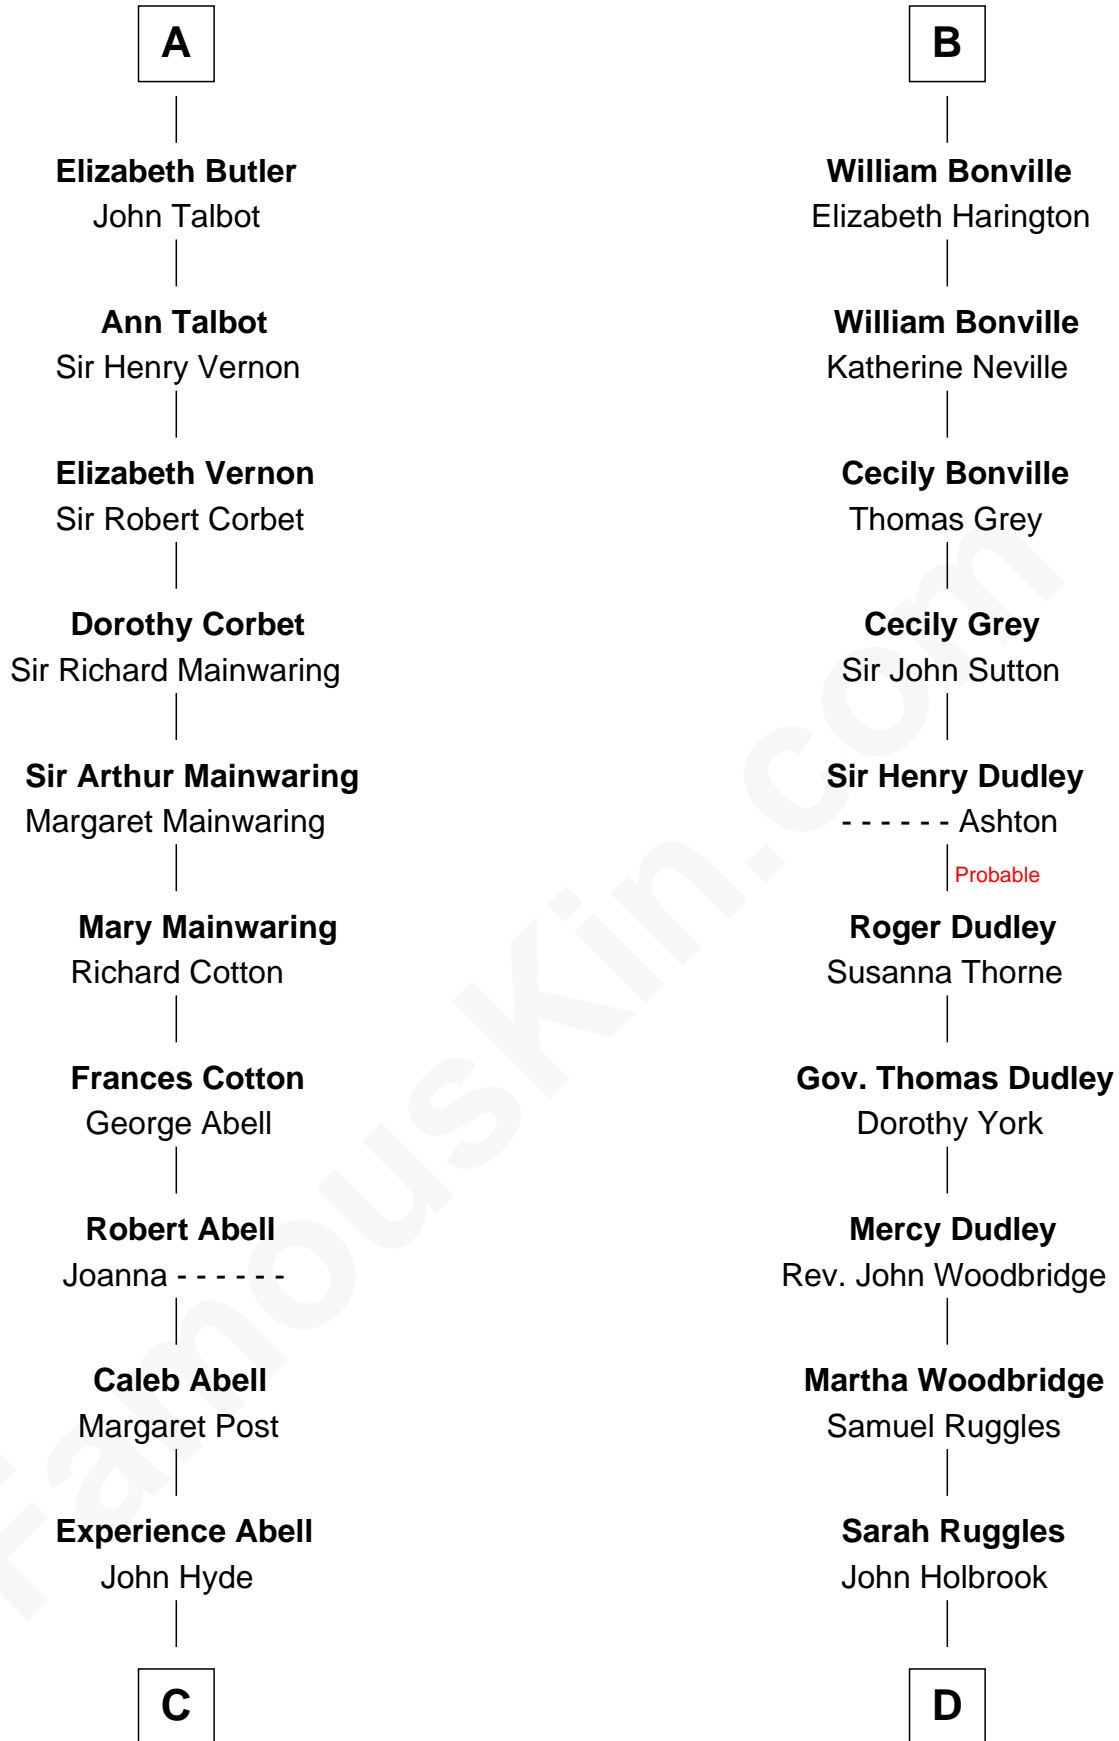 A
Elizabeth Butler
John Talbot
Ann Talbot
Sir Henry Vernon
Elizabeth Vernon
Sir Robert Corbet
Dorothy Corbet
Sir Richard Mainwaring
Sir Arthur Mainwaring
Margaret Mainwaring
Mary Mainwaring
Richard Cotton
Frances Cotton
George Abell
Robert Abell
Joanna - - - - - -
Caleb Abell
Margaret Post
Experience Abell
John Hyde
C
B
William Bonville
Elizabeth Harington
William Bonville
Katherine Neville
Cecily Bonville
Thomas Grey
Cecily Grey
Sir John Sutton
Sir Henry Dudley
- - - - - - Ashton
Probable
Roger Dudley
Susanna Thorne
Gov. Thomas Dudley
Dorothy York
Mercy Dudley
Rev. John Woodbridge
Martha Woodbridge
Samuel Ruggles
Sarah Ruggles
John Holbrook
D
FamousKin.com